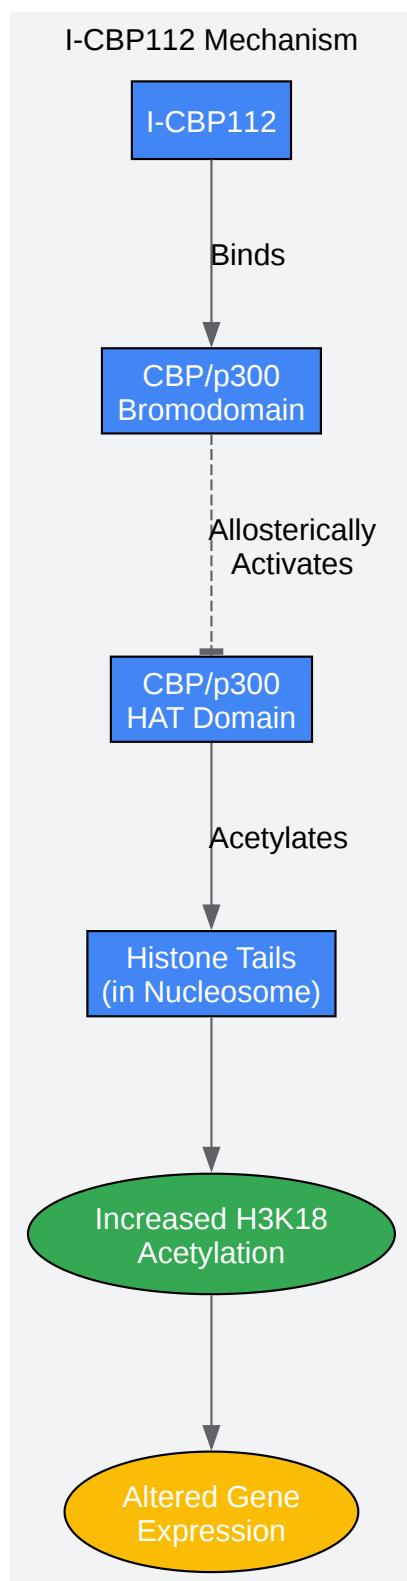 I-CBP112 Mechanism
I-CBP112
Binds
CBP/p300
Bromodomain
Allosterically
Activates
CBP/p300
HAT Domain
Acetylates
Histone Tails
(in Nucleosome)
Increased H3K18
Acetylation
Altered Gene
Expression